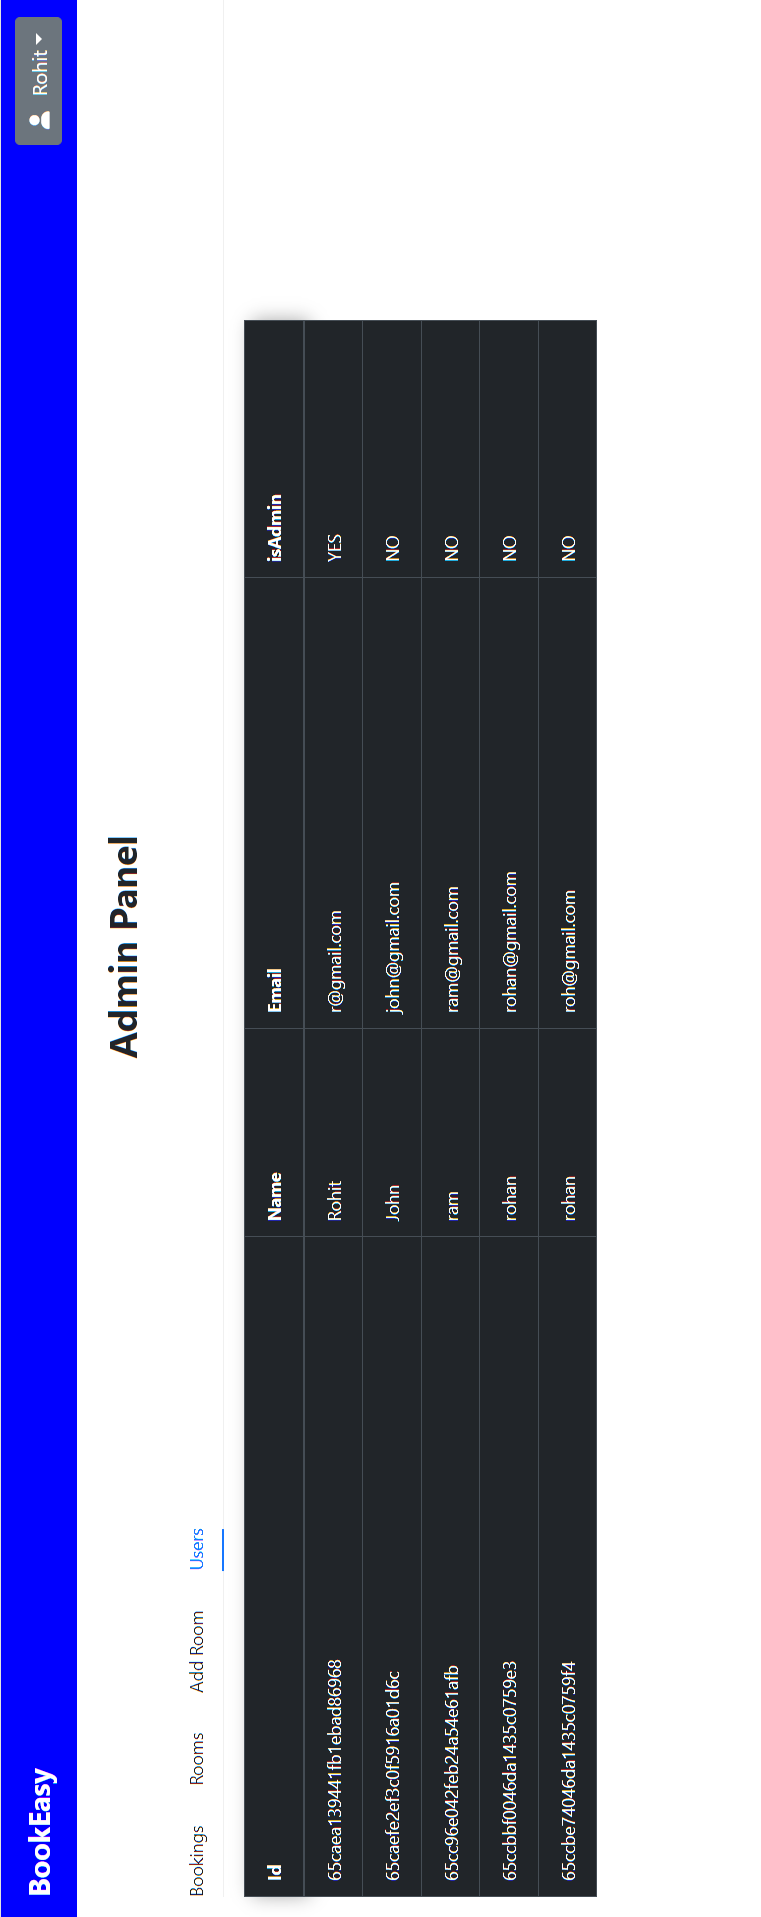 BookEasy Rohit
Admin Panel
Bookings Rooms Add Room Users
Id Name Email isAdmin
65caea139441fb1ebad86968 Rohit r@gmail.com YES
65caefe2ef3c0f5916a01d6c John john@gmail.com NO
65cc96e042feb24a54e61afb ram ram@gmail.com NO
65ccbbf0046da1435c0759e3 rohan rohan@gmail.com NO
65ccbe74046da1435c0759f4 rohan roh@gmail.com NO